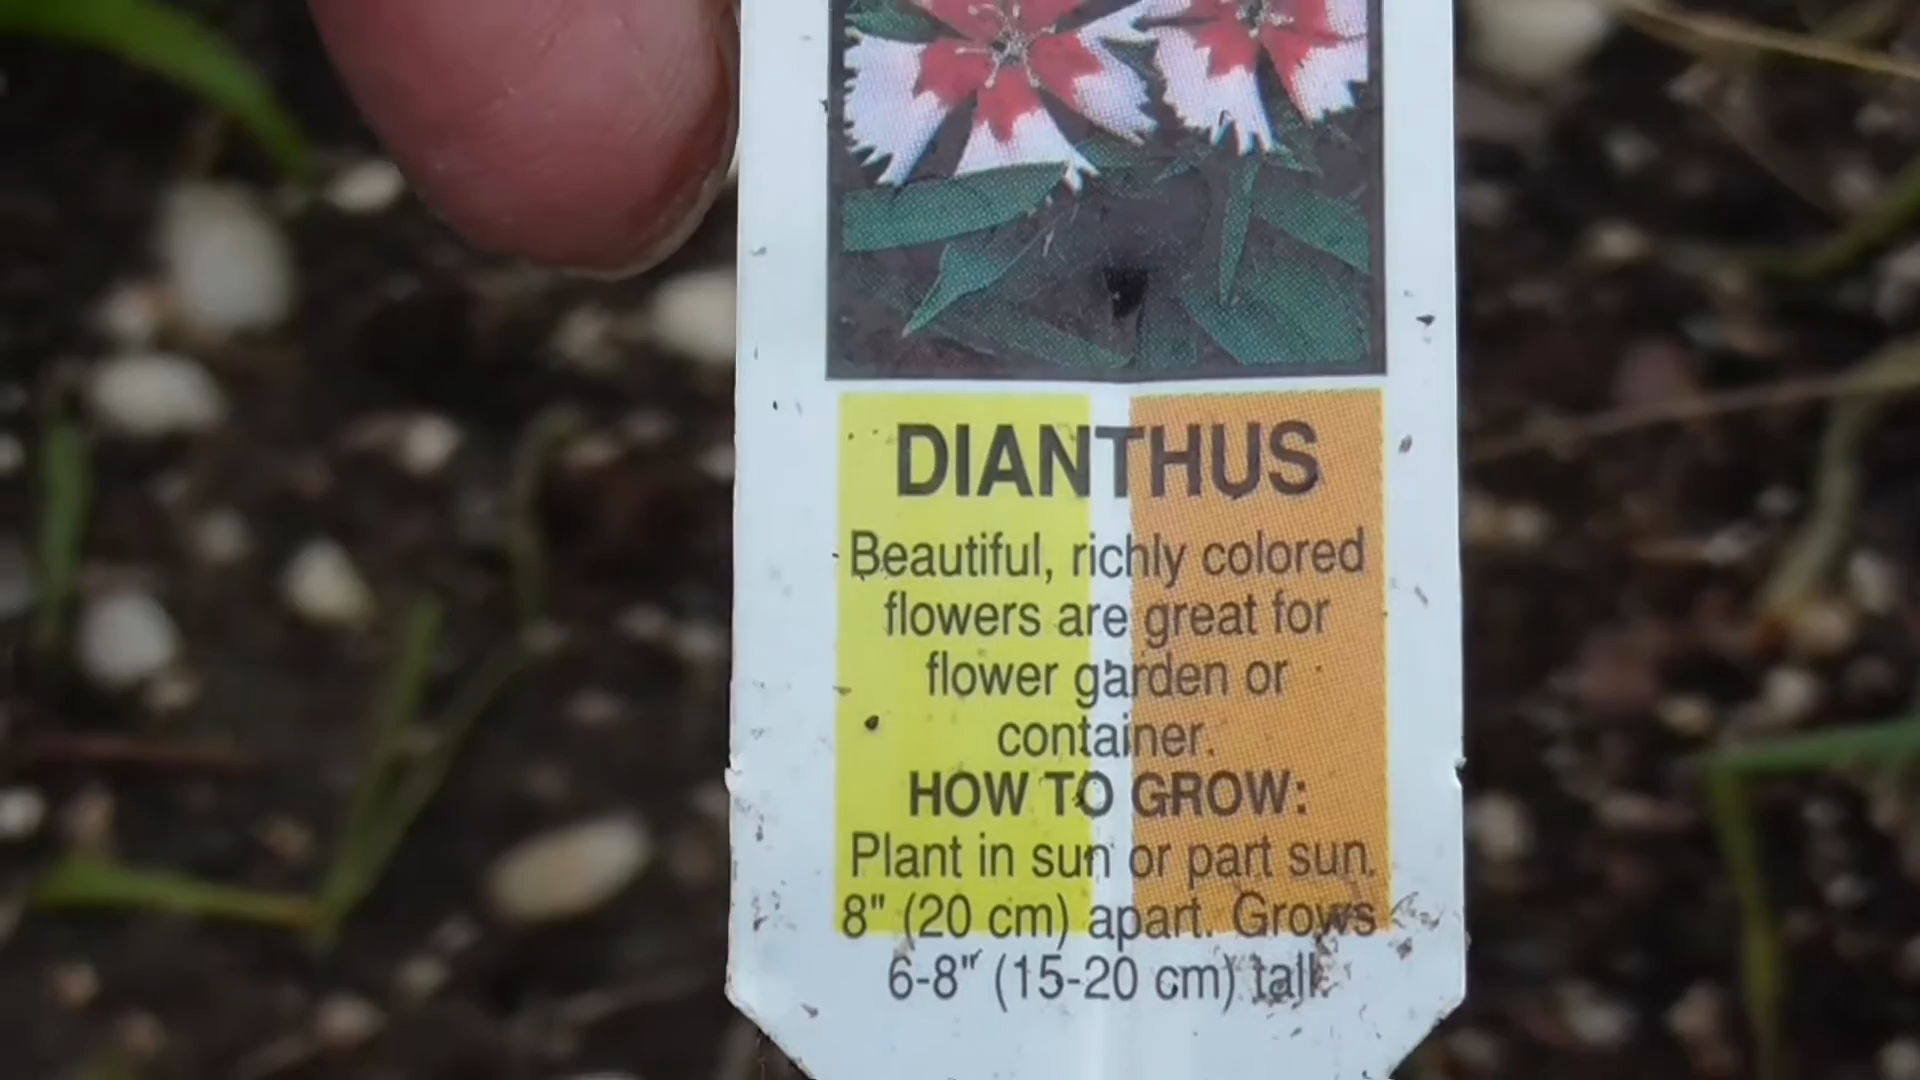 DIANTHUS
Beautiful, richly colored
flowers are great for
flower garden or
container.
HOW TO GROW:
Plant in sun or part sun.
8" (20 cm) apart. Grows
6-8" (15-20 cm) tall.